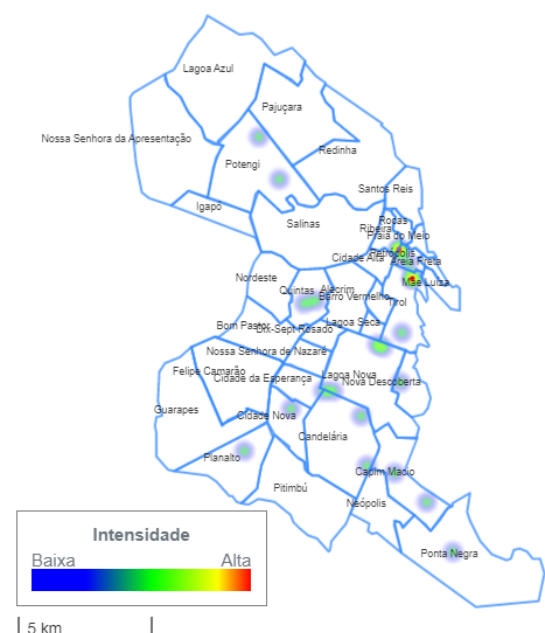 Lagoa Azul
Pajuçara
Nossa Senhora da Apresentação
Redinha
Potengi
Santos Reis
Igapó
Salinas
Rocas
Ribeira
Praia do Meio
Petrópolis
Cidade Alta
Areia Preta
Mãe Luiza
Nordeste
Quintas
Alecrim
Barro Vermelho
Tirol
Lagoa Seca
Bom Pastor
Dix-Sept Rosado
Nossa Senhora de Nazaré
Felipe Camarão
Lagoa Nova
Cidade da Esperança
Nova Descoberta
Guarapes
Cidade Nova
Candelária
Planalto
Capim Macio
Pitimbú
Neópolis
Ponta Negra
Intensidade
Baixa Alta
5 km